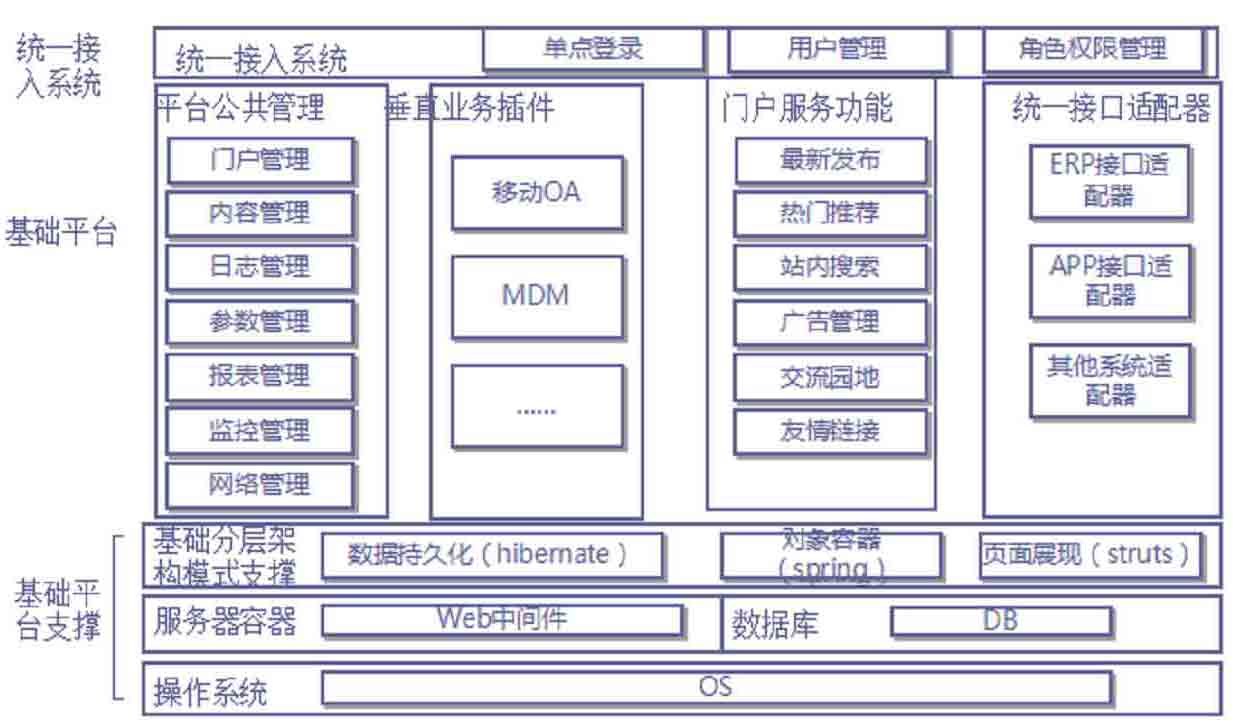 统一接
入系统
统一接入系统
单点登录
用户管理
角色权限管理
基础平台
平台公共管理
门户管理
内容管理
日志管理
参数管理
报表管理
监控管理
网络管理
垂直业务插件
移动OA
MDM
······
门户服务功能
最新发布
热门推荐
站内搜索
广告管理
交流园地
友情链接
统一接口适配器
ERP接口适
配器
APP接口适
配器
其他系统适
配器
基础平
台支撑
基础分层架
构模式支撑
数据持久化（hibernate）
对象容器
（spring）
页面展现（struts）
服务器容器
Web中间件
数据库
DB
操作系统
OS